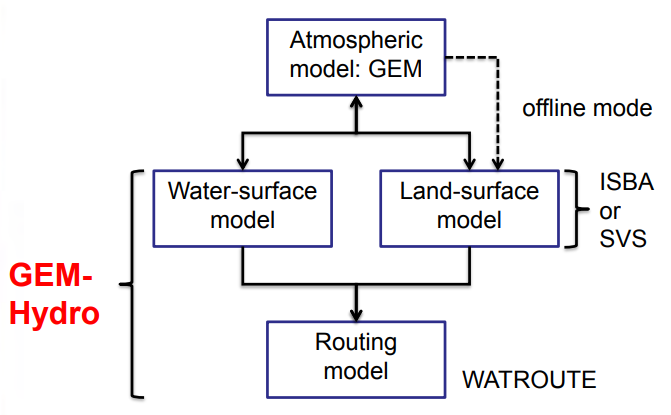 Atmospheric
model: GEM
offline mode
Water-surface
model
Land-surface
model
ISBA
or
SVS
GEM-
Hydro
Routing
model
WATROUTE